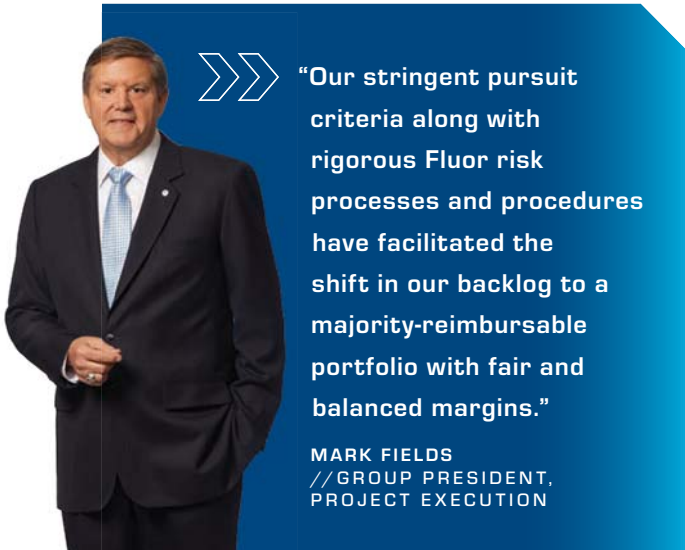 “Our stringent pursuit
criteria along with
rigorous Fluor risk
processes and procedures
have facilitated the
shift in our backlog to a
majority-reimbursable
portfolio with fair and
balanced margins.”
MARK FIELDS
//GROUP PRESIDENT,
PROJECT EXECUTION